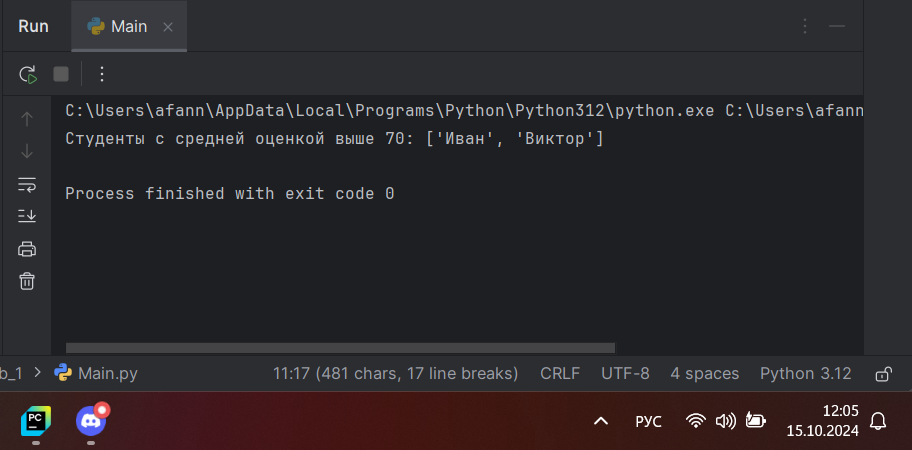 Run
Main
C:\Users\afann\AppData\Local\Programs\Python\Python312\python.exe C:\Users\afann
Студенты с средней оценкой выше 70: ['Иван', 'Виктор']
Process finished with exit code 0
b_1 > Main.py 11:17 (481 chars, 17 line breaks) CRLF UTF-8 4 spaces Python 3.12
PC
РУС
12:05
15.10.2024